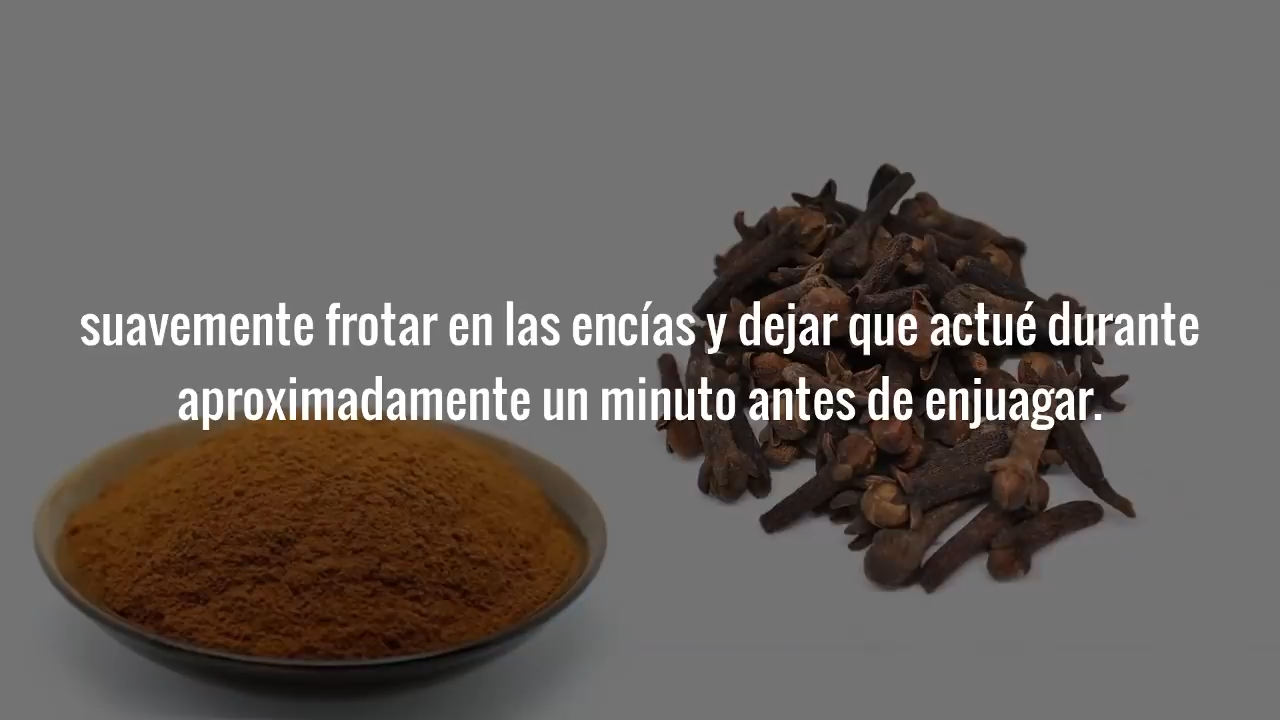 suavemente frotar en las encías y dejar que actué durante
aproximadamente un minuto antes de enjuagar.